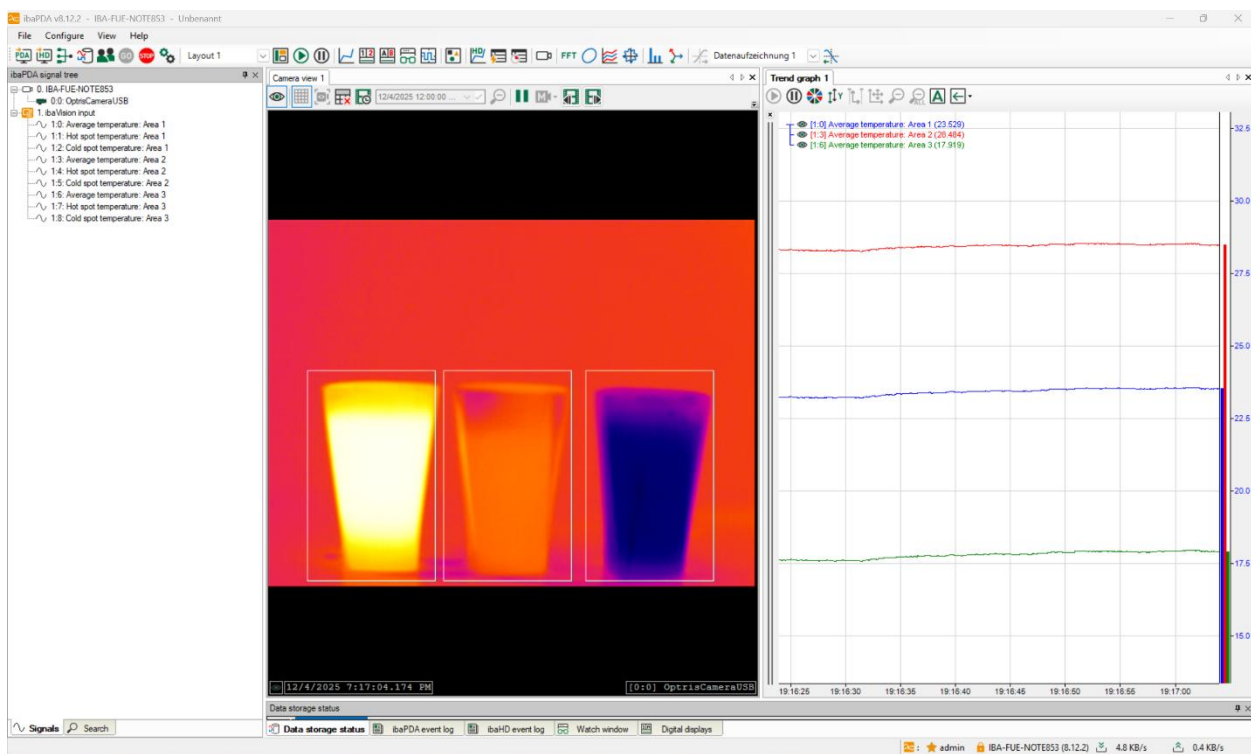 ibaPDA v8.12.2 - IBA-FUE-NOTE853 - Unbenannt
File Configure View Help
PDA HD GO STOP Layout 1 HD FFT Datenaufzeichnung 1
ibaPDA signal tree
0. IBA-FUE-NOTE853
0:0: OptrisCameraUSB
1. ibaVision input
1:0: Average temperature: Area 1
1:1: Hot spot temperature: Area 1
1:2: Cold spot temperature: Area 1
1:3: Average temperature: Area 2
1:4: Hot spot temperature: Area 2
1:5: Cold spot temperature: Area 2
1:6: Average temperature: Area 3
1:7: Hot spot temperature: Area 3
1:8: Cold spot temperature: Area 3
Signals Search
Camera view 1
12/4/2025 12:00:00 ...
12/4/2025 7:17:04.174 PM [0:0] OptrisCameraUSB
Trend graph 1
[1:0] Average temperature: Area 1 (23.529)
[1:3] Average temperature: Area 2 (28.484)
[1:6] Average temperature: Area 3 (17.919)
32.5
30.0
27.5
25.0
22.5
20.0
17.5
15.0
19:16:25 19:16:30 19:16:35 19:16:40 19:16:45 19:16:50 19:16:55 19:17:00
Data storage status
Data storage status ibaPDA event log ibaHD event log Watch window Digital displays
admin IBA-FUE-NOTE853 (8.12.2) 4.8 KB/s 0.4 KB/s